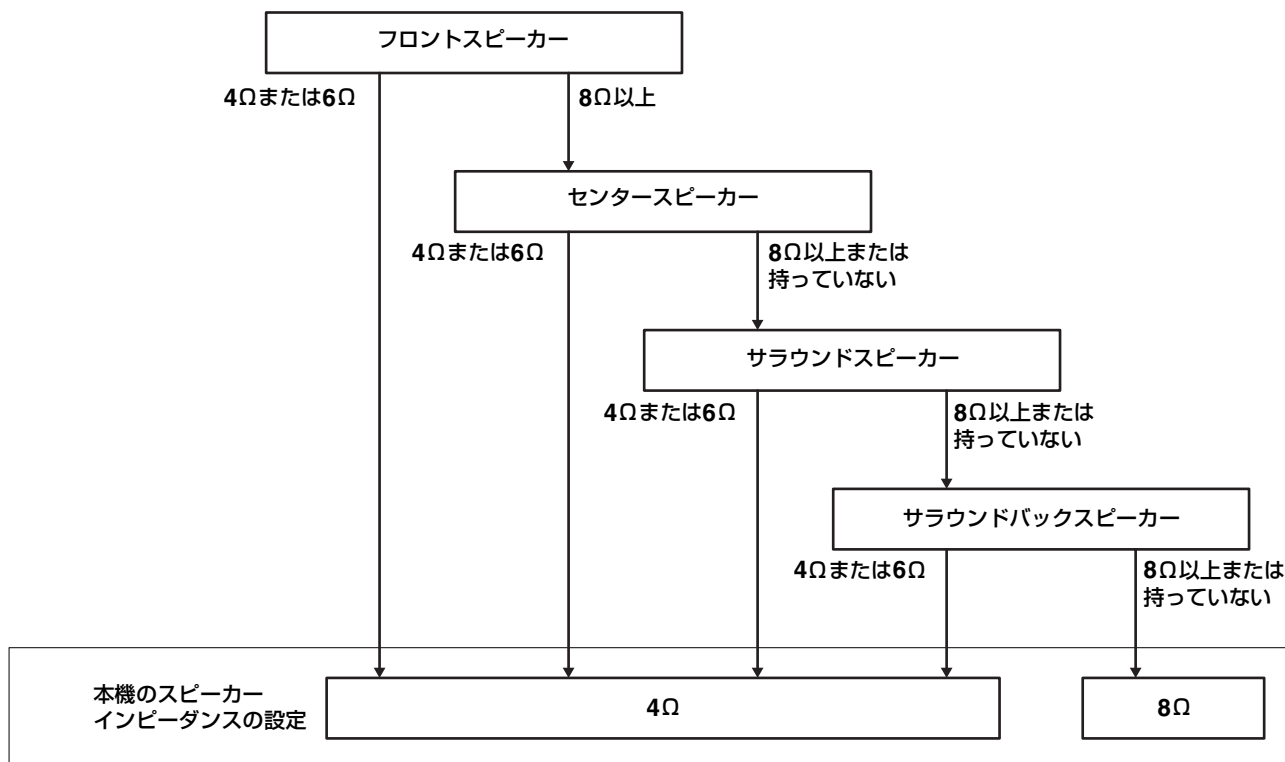 フロントスピーカー
4Ωまたは6Ω
8Ω以上
センタースピーカー
4Ωまたは6Ω
8Ω以上または
持っていない
サラウンドスピーカー
4Ωまたは6Ω
8Ω以上または
持っていない
サラウンドバックスピーカー
4Ωまたは6Ω
8Ω以上または
持っていない
本機のスピーカー
インピーダンスの設定
4Ω
8Ω